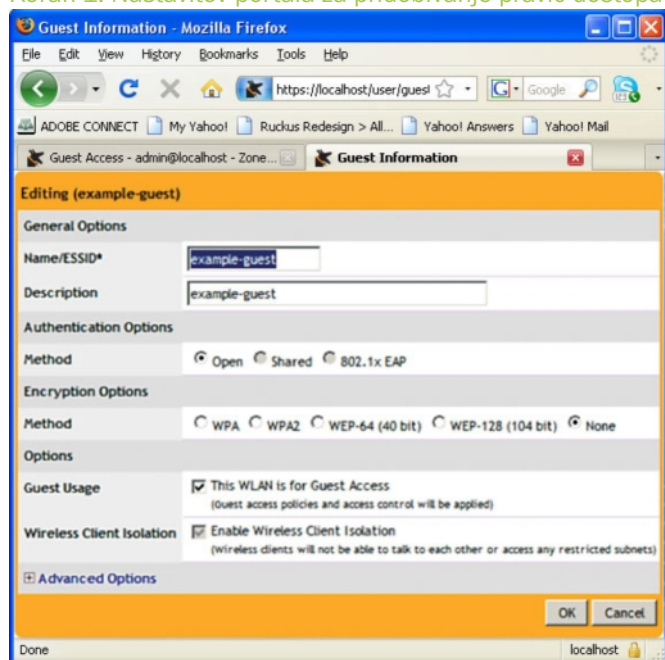 Guest Information - Mozilla Firefox
File Edit View History Bookmarks Tools Help
https://localhost/user/guest Google
ADOBE CONNECT My Yahoo! Ruckus Redesign > All... Yahoo! Answers Yahoo! Mail
Guest Access - admin@localhost - Zone... Guest Information
Editing (example-guest)
General Options
Name/ESSID* example-guest
Description example-guest
Authentication Options
Method Open Shared 802.1x EAP
Encryption Options
Method WPA WPA2 WEP-64 (40 bit) WEP-128 (104 bit) None
Options
Guest Usage This WLAN is for Guest Access
(Guest access policies and access control will be applied)
Wireless Client Isolation Enable Wireless Client Isolation
(Wireless clients will not be able to talk to each other or access any restricted subnets)
Advanced Options
OK Cancel
Done localhost